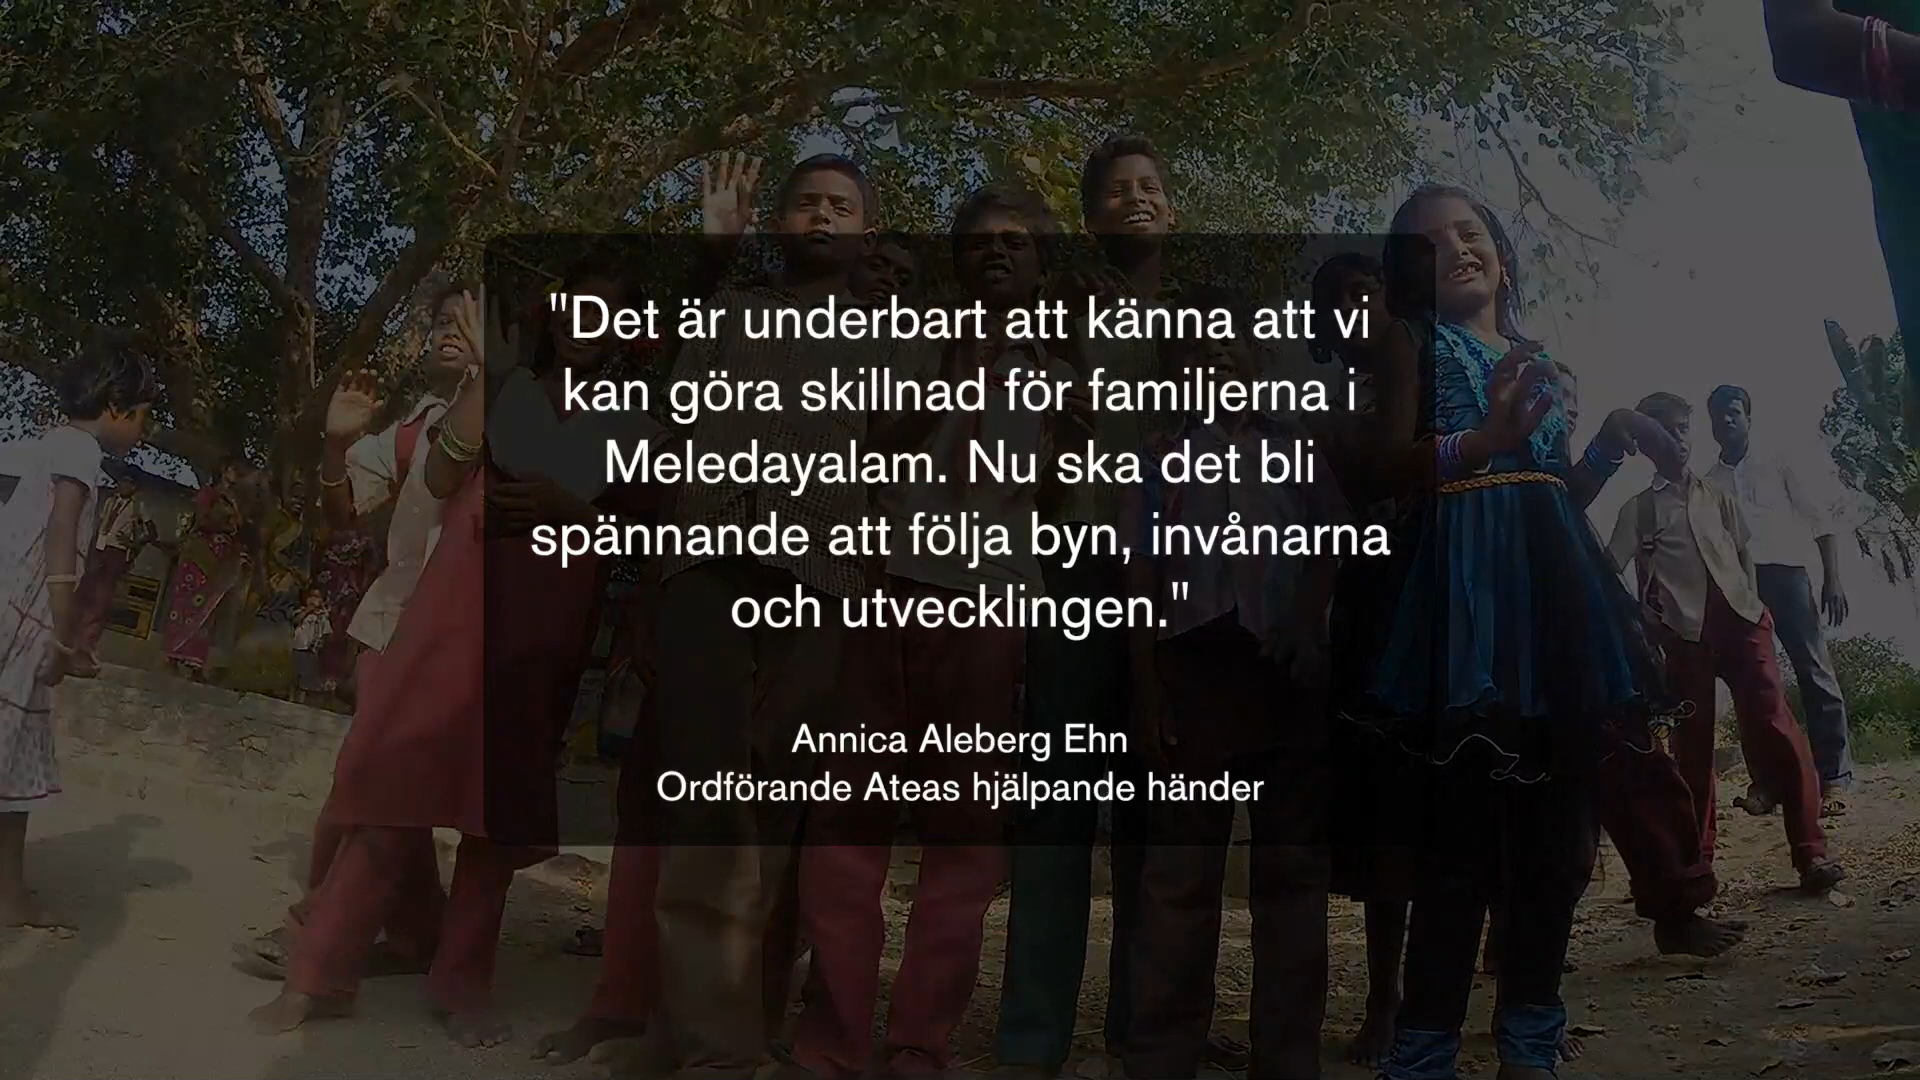 "Det är underbart att känna att vi
kan göra skillnad för familjerna i
Meledayalam. Nu ska det bli
spännande att följa byn, invånarna
och utvecklingen."
Annica Aleberg Ehn
Ordförande Ateas hjälpande händer